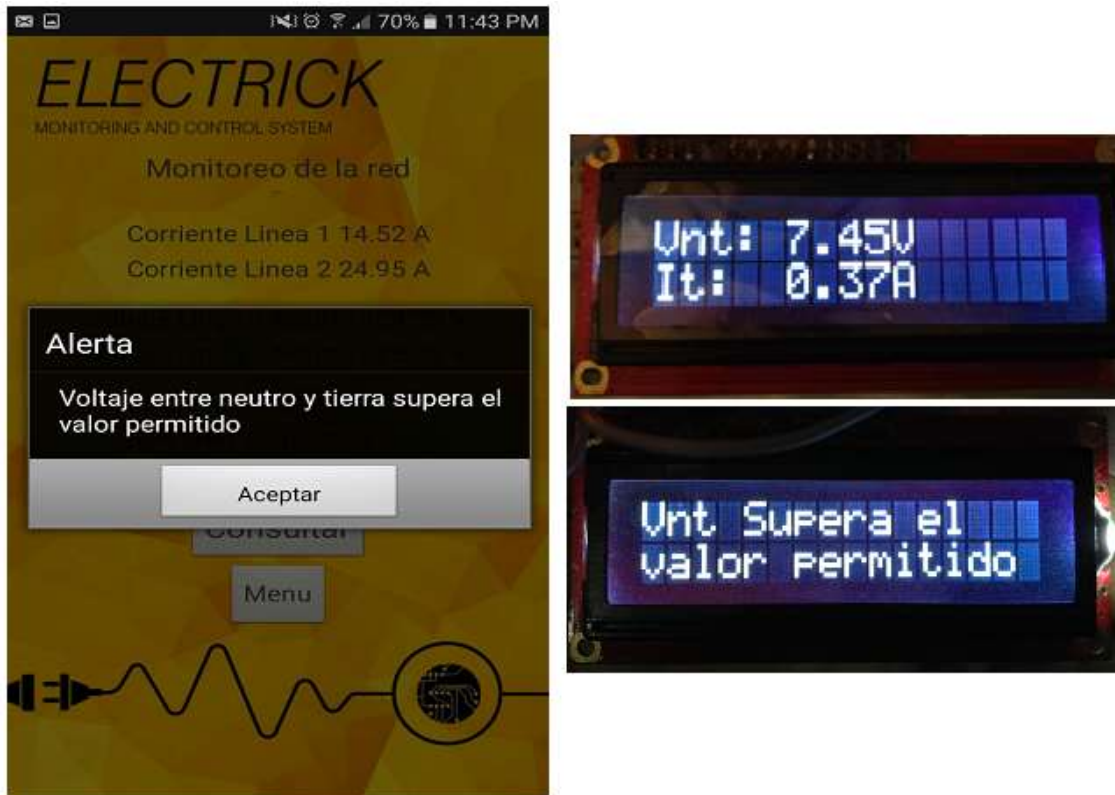 70% 11:43 PM
ELECTRICK
MONITORING AND CONTROL SYSTEM
Monitoreo de la red
Corriente Linea 1 14.52 A
Corriente Linea 2 24.95 A
Alerta
Voltaje entre neutro y tierra supera el
valor permitido
Aceptar
Consultar
Menu
Vnt: 7.45V
It: 0.37A
Vnt Supera el
valor permitido